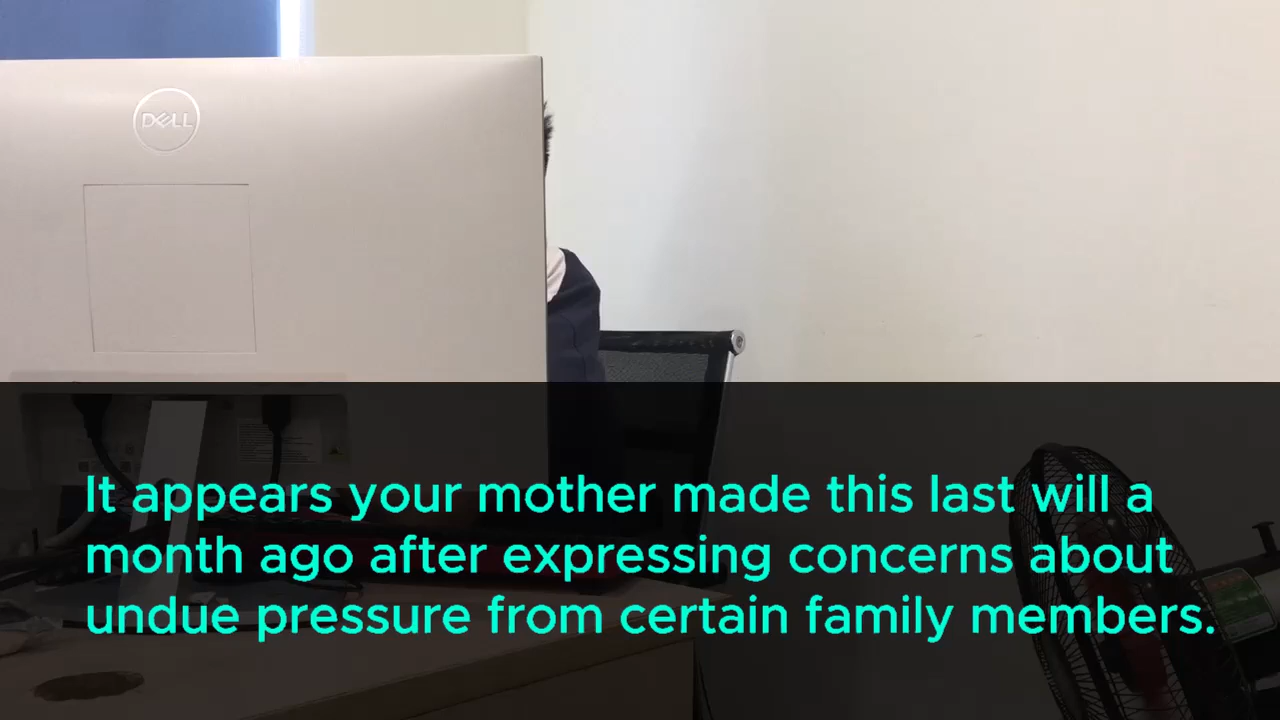 DELL
It appears your mother made this last will a
month ago after expressing concerns about
undue pressure from certain family members.